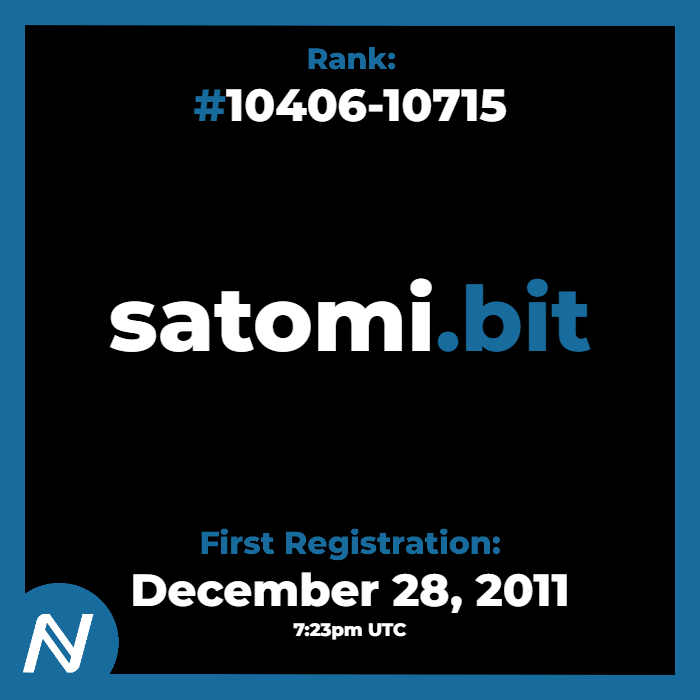 Rank:
#10406-10715
satomi.bit
First Registration:
December 28, 2011
7:23pm UTC
N